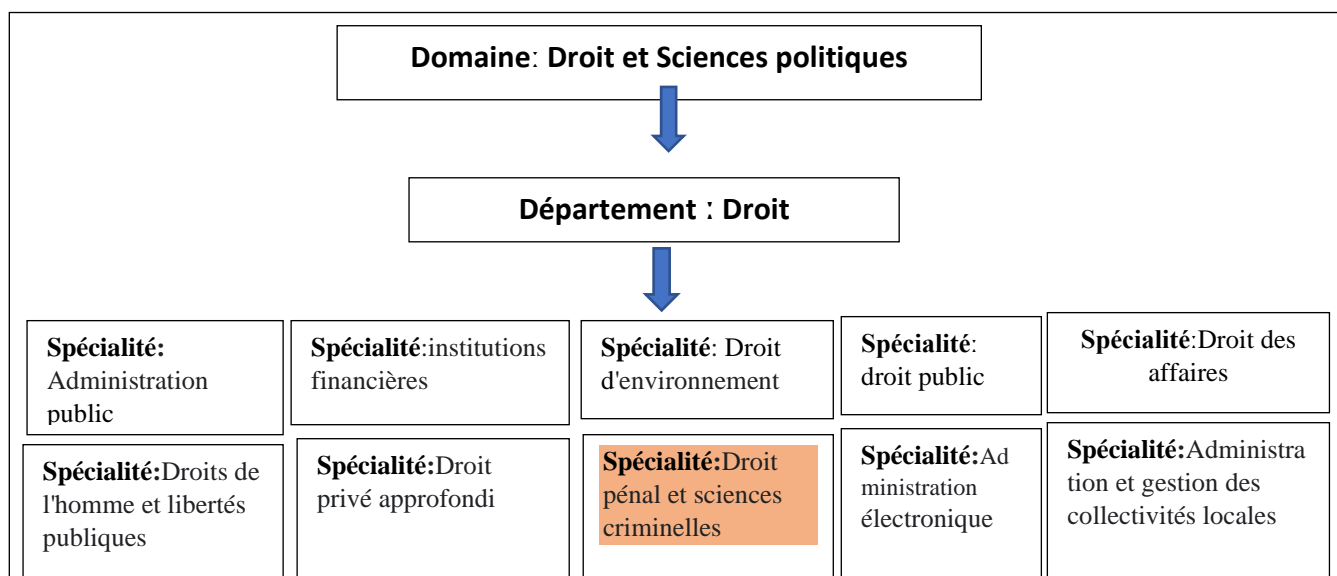 Domaine: Droit et Sciences politiques
Département : Droit
Spécialité:
Administration
public
Spécialité:institutions
financières
Spécialité: Droit
d'environnement
Spécialité:
droit public
Spécialité:Droit des
affaires
Spécialité:Droits de
l'homme et libertés
publiques
Spécialité:Droit
privé approfondi
Spécialité:Droit
pénal et sciences
criminelles
Spécialité:Ad
ministration
électronique
Spécialité:Administra
tion et gestion des
collectivités locales